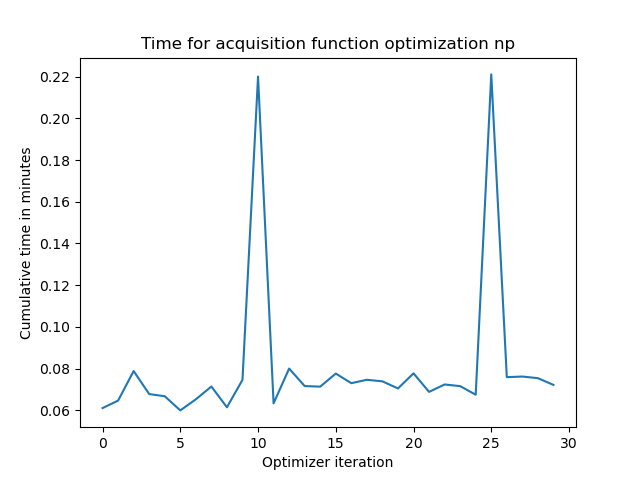 Time for acquisition function optimization np
Cumulative time in minutes
0.22
0.20
0.18
0.16
0.14
0.12
0.10
0.08
0.06
0 5 10 15 20 25 30
Optimizer iteration